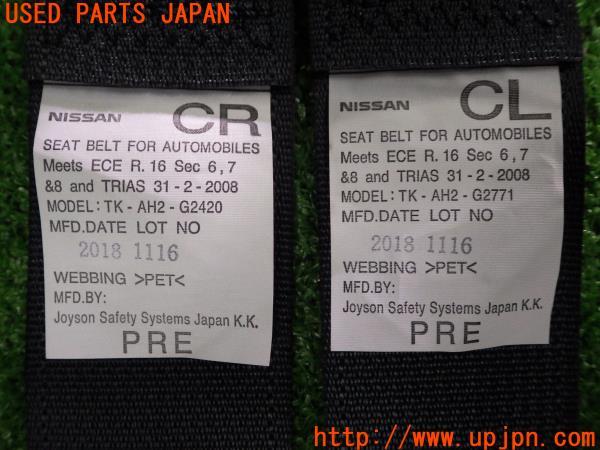 USED PARTS JAPAN
NISSAN CR
SEAT BELT FOR AUTOMOBILES
Meets ECE R. 16 Sec 6,7
&8 and TRIAS 31-2-2008
MODEL: TK-AH2-G2420
MFD.DATE LOT NO
2018 1116
WEBBING >PET<
MFD.BY:
Joyson Safety Systems Japan K.K.
PRE
NISSAN CL
SEAT BELT FOR AUTOMOBILES
Meets ECE R. 16 Sec 6,7
&8 and TRIAS 31-2-2008
MODEL: TK-AH2-G2771
MFD.DATE LOT NO
2018 1116
WEBBING >PET<
MFD.BY:
Joyson Safety Systems Japan K.K.
PRE
www.upjpn.com